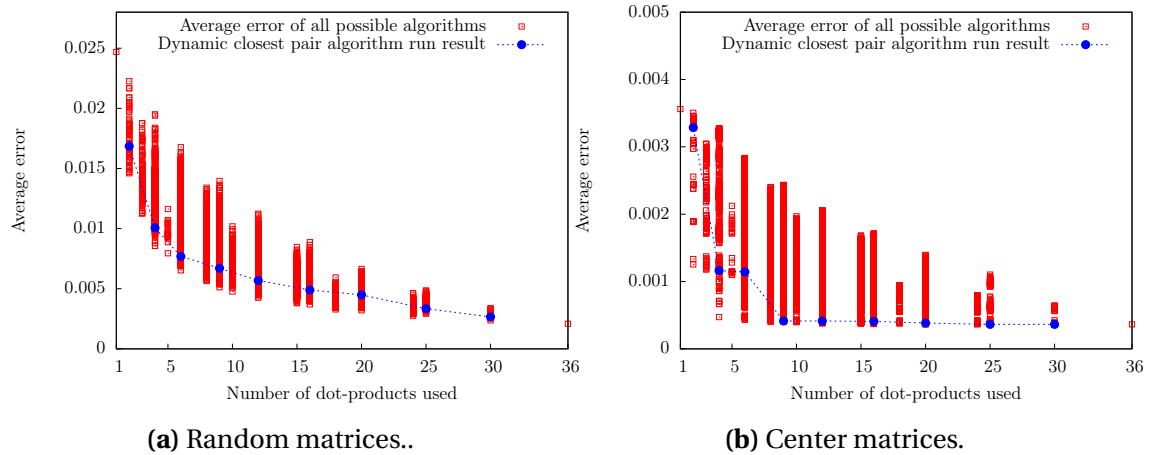 Average error of all possible algorithms
Dynamic closest pair algorithm run result
0.025
0.02
0.015
0.01
0.005
0
Average error
1 5 10 15 20 25 30 36
Number of dot-products used
(a) Random matrices..
Average error of all possible algorithms
Dynamic closest pair algorithm run result
0.005
0.004
0.003
0.002
0.001
0
Average error
1 5 10 15 20 25 30 36
Number of dot-products used
(b) Center matrices.